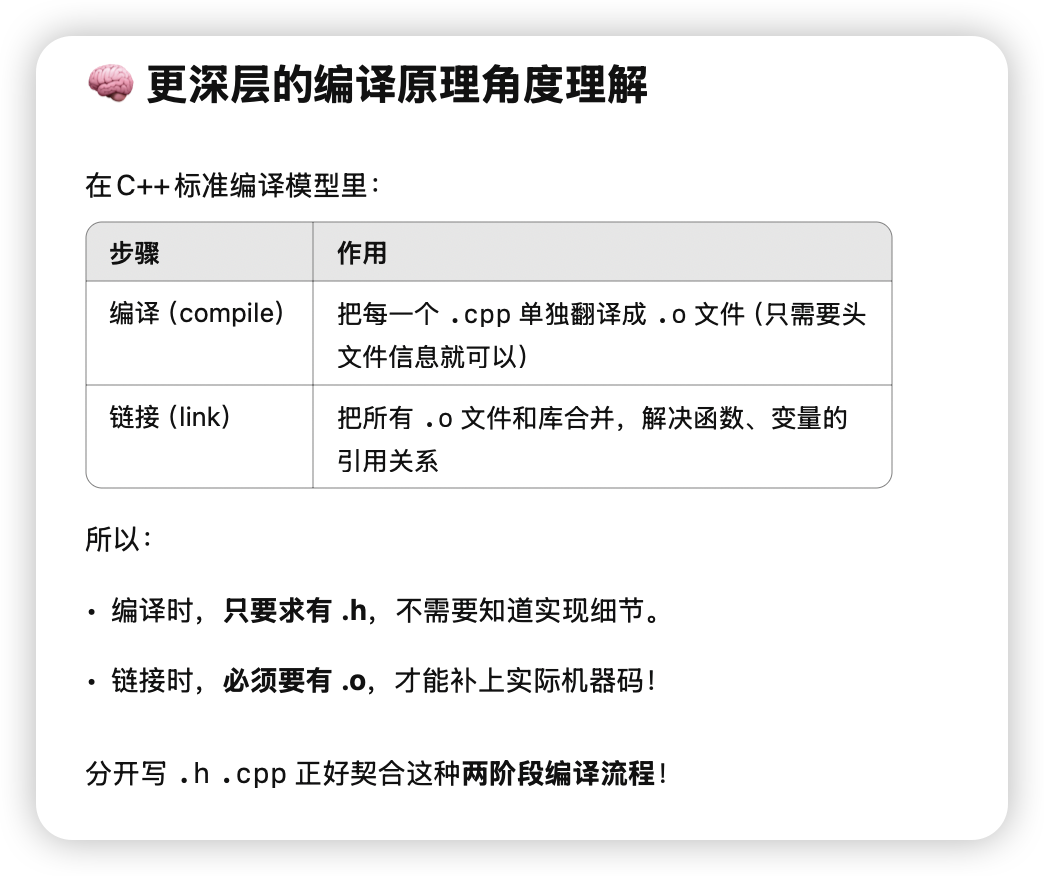 🧠 更深层的编译原理角度理解
在C++标准编译模型里：
步骤 作用
编译（compile） 把每一个 .cpp 单独翻译成 .o 文件（只需要头
文件信息就可以）
链接（link） 把所有 .o 文件和库合并，解决函数、变量的
引用关系
所以：
• 编译时，只要求有 .h，不需要知道实现细节。
• 链接时，必须要有 .o，才能补上实际机器码！
分开写 .h .cpp 正好契合这种两阶段编译流程！